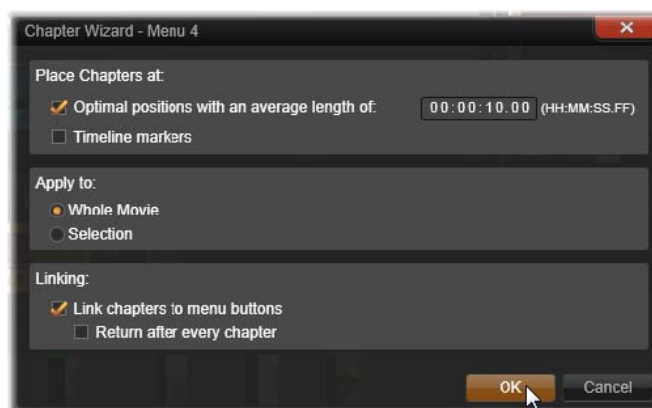 Chapter Wizard - Menu 4
Place Chapters at:
Optimal positions with an average length of: 00:00:10.00 (HH:MM:SS.FF)
Timeline markers
Apply to:
Whole Movie
Selection
Linking:
Link chapters to menu buttons
Return after every chapter
OK Cancel